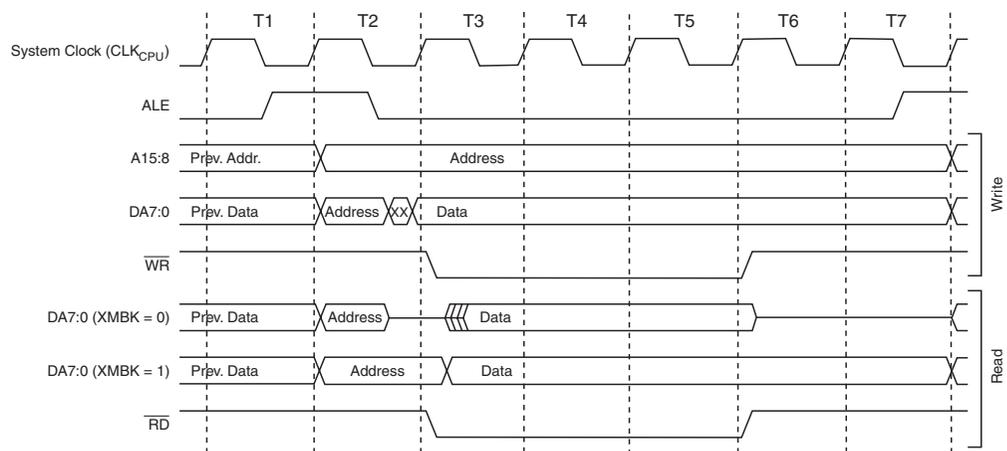 T1 T2 T3 T4 T5 T6 T7
System Clock (CLKCPU)
ALE
A15:8 Prev. Addr. Address
DA7:0 Prev. Data Address XX Data
WR
Write
DA7:0 (XMBK = 0) Prev. Data Address Data
DA7:0 (XMBK = 1) Prev. Data Address Data
RD
Read